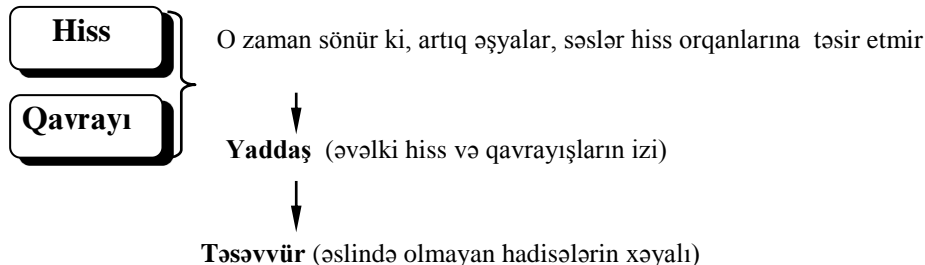 Hiss
O zaman sönür ki, artıq əşyalar, səslər hiss orqanlarına təsir etmir
Qavrayı
Yaddaş (əvəlki hiss və qavrayışların izi)
Təsəvvür (əslində olmayan hadisələrin xəyalı)